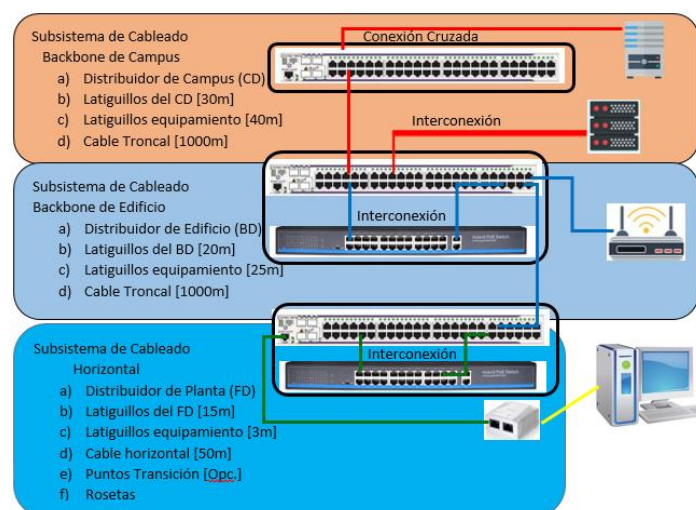 Subsistema de Cableado
Backbone de Campus
a) Distribuidor de Campus (CD)
b) Latiguillos del CD [30m]
c) Latiguillos equipamiento [40m]
d) Cable Troncal [1000m]
Conexión Cruzada
Interconexión
Subsistema de Cableado
Backbone de Edificio
a) Distribuidor de Edificio (BD)
b) Latiguillos del BD [20m]
c) Latiguillos equipamiento [25m]
d) Cable Troncal [1000m]
Interconexión
Subsistema de Cableado
Horizontal
a) Distribuidor de Planta (FD)
b) Latiguillos del FD [15m]
c) Latiguillos equipamiento [3m]
d) Cable horizontal [50m]
e) Puntos Transición [Opc.]
f) Rosetas
Interconexión